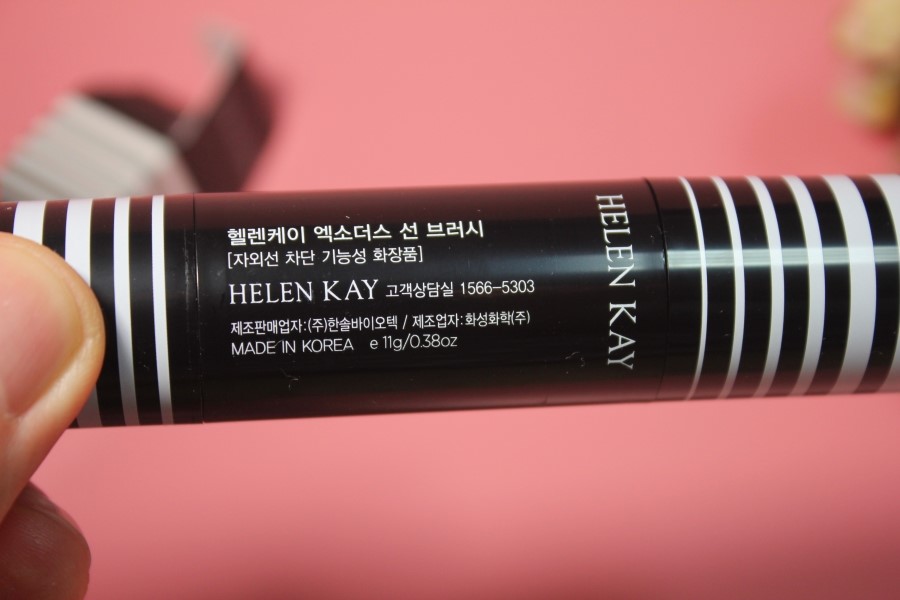 헬렌케이 엑소더스 선 브러시
[자외선 차단 기능성 화장품]
HELEN KAY 고객상담실 1566-5303
제조판매업자:(주)한솔바이오텍 / 제조업자:화성화학(주)
MADE IN KOREA e 11g/0.38oz
HELEN KAY